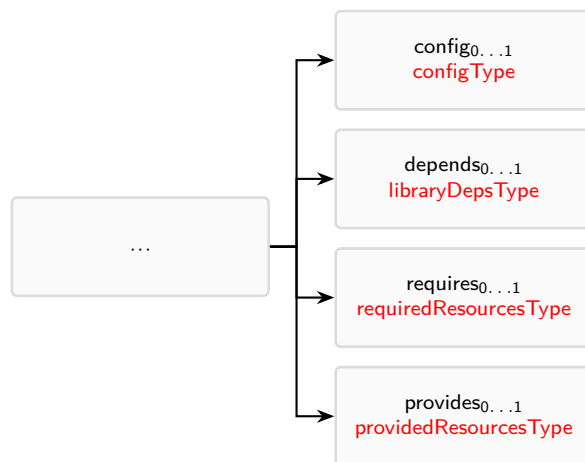 config0...1
configType
depends0...1
libraryDepsType
...
requires0...1
requiredResourcesType
provides0...1
providedResourcesType